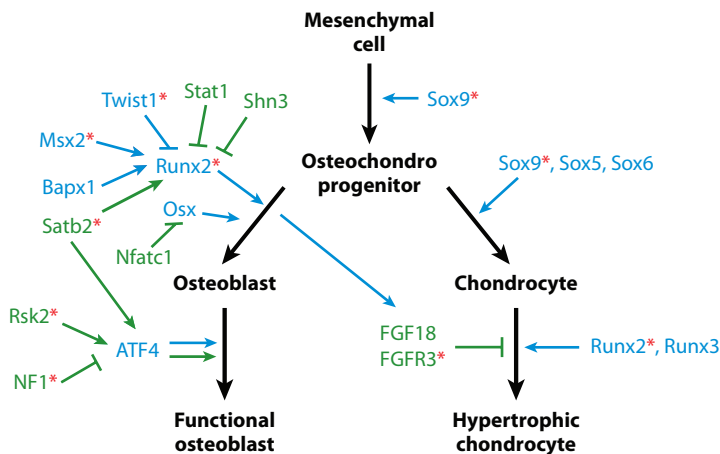 Mesenchymal
cell
Stat1
Twist1*
Shn3
Sox9*
Msx2*
Runx2*
Osteochondro
progenitor
Sox9*, Sox5, Sox6
Bapx1
Osx
Satb2*
Nfatc1
Osteoblast
Chondrocyte
Rsk2*
FGF18
ATF4
FGFR3*
Runx2*, Runx3
NF1*
Functional
osteoblast
Hypertrophic
chondrocyte